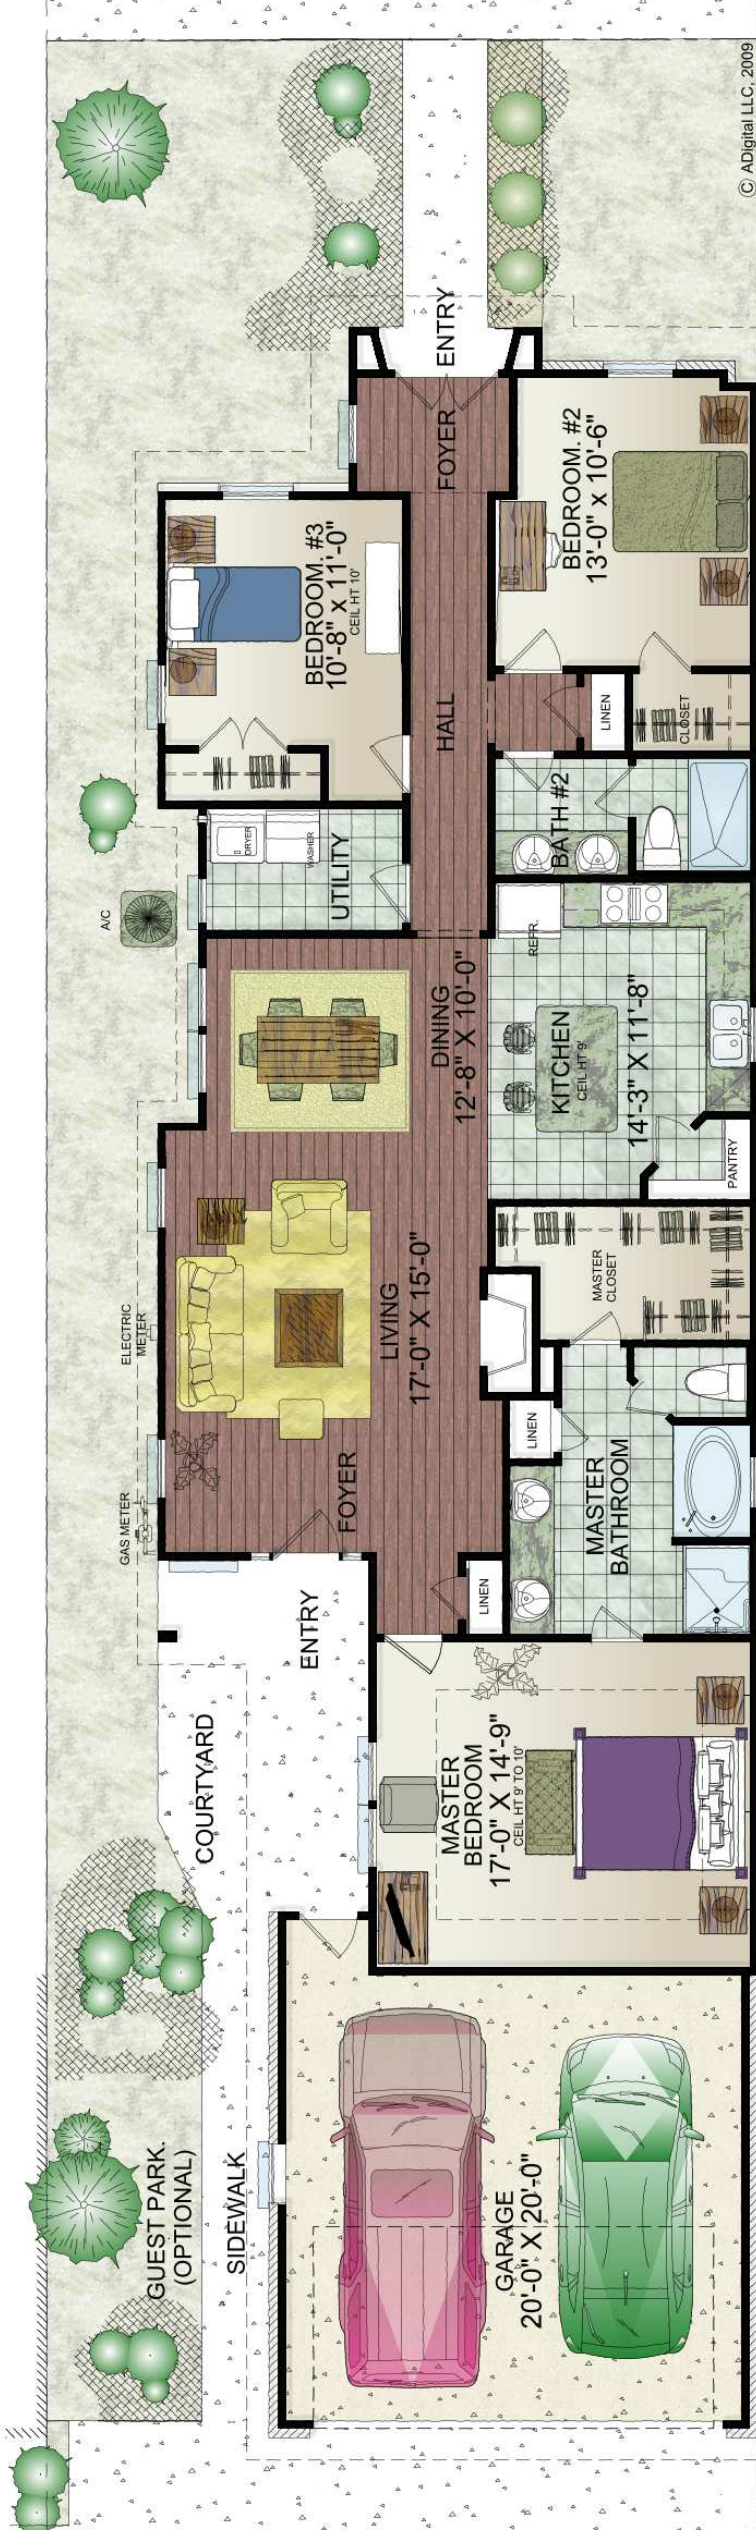 © ADigital LLC, 2009
ENTRY
FOYER
BEDROOM. #2
13'-0" x 10'-6"
BEDROOM. #3
10'-8" x 11'-0"
CEIL HT 10'
HALL
LINEN
CLOSET
BATH #2
DRYER
WASHER
UTILITY
A/C
REFR.
DINING
12'-8" X 10'-0"
KITCHEN
CEIL HT 9'
14'-3" X 11'-8"
PANTRY
LIVING
17'-0" X 15'-0"
MASTER
CLOSET
ELECTRIC
METER
GAS METER
FOYER
LINEN
MASTER
BATHROOM
LINEN
ENTRY
COURTYARD
MASTER
BEDROOM
17'-0" X 14'-9"
CEIL HT 9' TO 10'
GUEST PARK.
(OPTIONAL)
SIDEWALK
GARAGE
20'-0" X 20'-0"